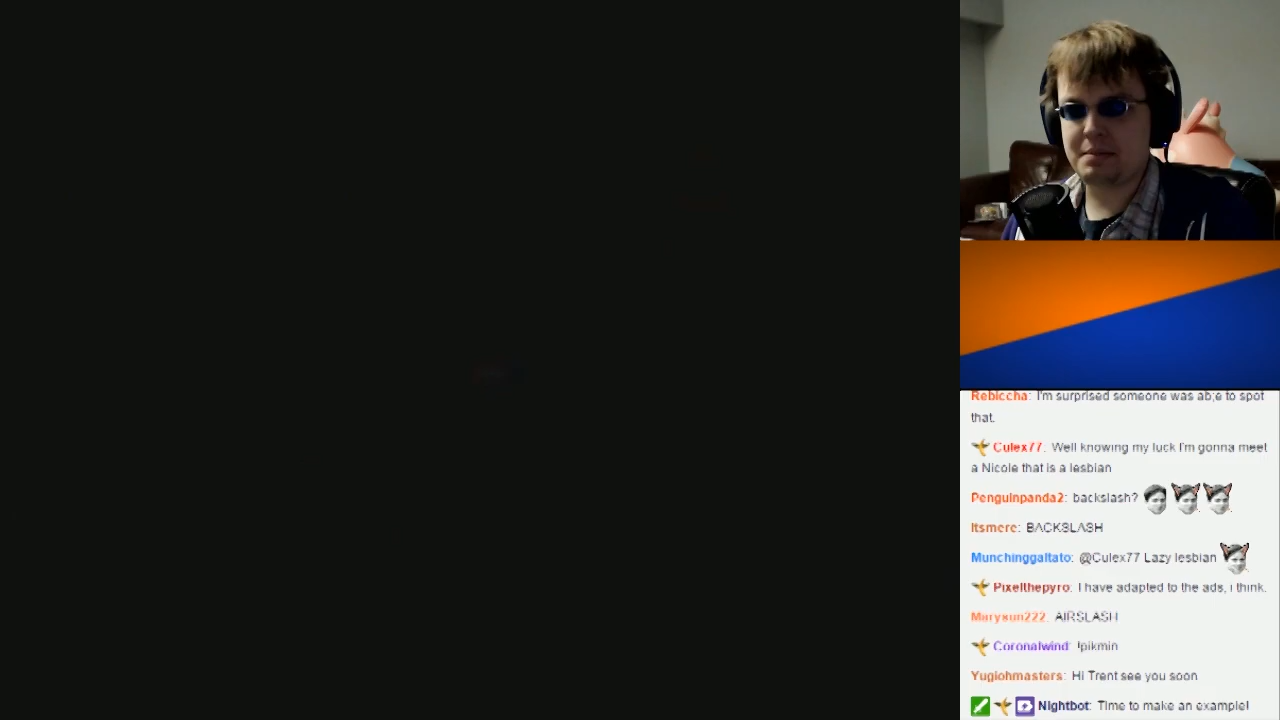 Rebiccha: I'm surprised someone was ab;e to spot
that.
Culex77: Well knowing my luck I'm gonna meet
a Nicole that is a lesbian
Penguinpanda2: backslash?
Itsmere: BACKSLASH
Munchinggaltato: @Culex77 Lazy lesbian
Pixelthepyro: I have adapted to the ads, i think.
Marysun222: AIRSLASH
Coronalwind: !pikmin
Yugiohmasters: Hi Trent see you soon
Nightbot: Time to make an example!